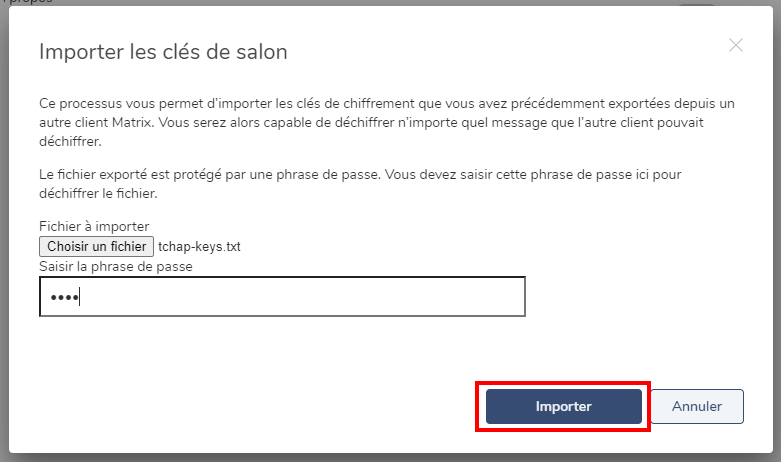 Importer les clés de salon
Ce processus vous permet d’importer les clés de chiffrement que vous avez précédemment exportées depuis un
autre client Matrix. Vous serez alors capable de déchiffrer n’importe quel message que l’autre client pouvait
déchiffrer.
Le fichier exporté est protégé par une phrase de passe. Vous devez saisir cette phrase de passe ici pour
déchiffrer le fichier.
Fichier à importer
Choisir un fichier tchap-keys.txt
Saisir la phrase de passe
••••
Importer Annuler